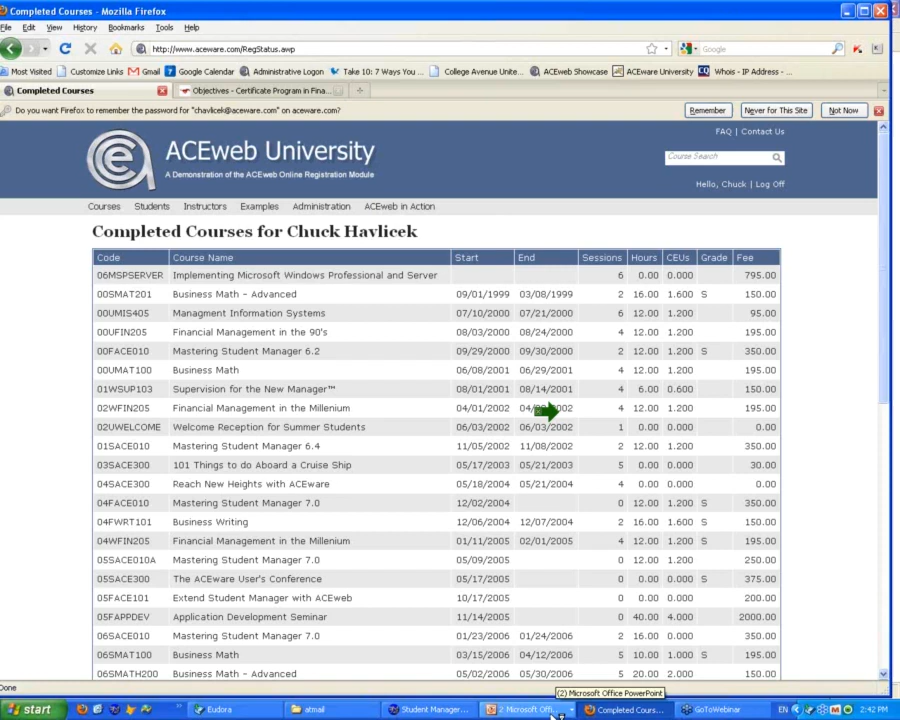 Completed Courses - Mozilla Firefox
File Edit View History Bookmarks Tools Help
http://www.aceware.com/RegStatus.awp
Google
Most Visited Customize Links Gmail Google Calendar Administrative Logon Take 10: 7 Ways You ... College Avenue Unite... ACEweb Showcase ACEware University Whois - IP Address - ...
Completed Courses Objectives - Certificate Program in Fina...
Do you want Firefox to remember the password for "chavlicek@aceware.com" on aceware.com? Remember Never for This Site Not Now
FAQ | Contact Us
ACEweb University
Course Search
A Demonstration of the ACEweb Online Registration Module
Hello, Chuck | Log Off
Courses Students Instructors Examples Administration ACEweb in Action
Completed Courses for Chuck Havlicek
Code Course Name Start End Sessions Hours CEUs Grade Fee
06MSPSERVER Implementing Microsoft Windows Professional and Server 6 0.00 0.000 795.00
00SMAT201 Business Math - Advanced 09/01/1999 03/08/1999 2 16.00 1.600 S 150.00
00UMIS405 Managment Information Systems 07/10/2000 07/21/2000 6 12.00 1.200 95.00
00UFIN205 Financial Management in the 90's 08/03/2000 08/24/2000 4 12.00 1.200 195.00
00FACE010 Mastering Student Manager 6.2 09/29/2000 09/30/2000 2 12.00 1.200 S 350.00
00UMAT100 Business Math 06/08/2001 06/29/2001 4 12.00 1.200 195.00
01WSUP103 Supervision for the New Manager™ 08/01/2001 08/14/2001 4 6.00 0.600 150.00
02WFIN205 Financial Management in the Millenium 04/01/2002 4 12.00 1.200 195.00
02UWELCOME Welcome Reception for Summer Students 06/03/2002 06/03/2002 1 0.00 0.000 0.00
01SACE010 Mastering Student Manager 6.4 11/05/2002 11/08/2002 2 12.00 1.200 350.00
03SACE300 101 Things to do Aboard a Cruise Ship 05/17/2003 05/21/2003 5 0.00 0.000 30.00
04SACE300 Reach New Heights with ACEware 05/18/2004 05/21/2004 4 0.00 0.000 0.00
04FACE010 Mastering Student Manager 7.0 12/02/2004 0 12.00 1.200 S 350.00
04FWRT101 Business Writing 12/06/2004 12/07/2004 2 16.00 1.600 S 150.00
04WFIN205 Financial Management in the Millenium 01/11/2005 02/01/2005 4 12.00 1.200 S 195.00
05SACE010A Mastering Student Manager 7.0 05/09/2005 0 12.00 1.200 250.00
05SACE300 The ACEware User's Conference 05/17/2005 0 0.00 0.000 S 375.00
05FACE101 Extend Student Manager with ACEweb 10/17/2005 0 0.00 0.000 200.00
05FAPPDEV Application Development Seminar 11/14/2005 0 40.00 4.000 2000.00
06SACE010 Mastering Student Manager 7.0 01/23/2006 01/24/2006 2 16.00 0.000 350.00
06SMAT100 Business Math 03/15/2006 04/12/2006 5 10.00 1.000 S 195.00
06SMATH200 Business Math - Advanced 05/02/2006 05/30/2006 5 20.00 2.000 150.00
Done
(2) Microsoft Office PowerPoint
start Eudora atmail Student Manager... 2 Microsoft Offi... Completed Cours... GoToWebinar EN 2:42 PM